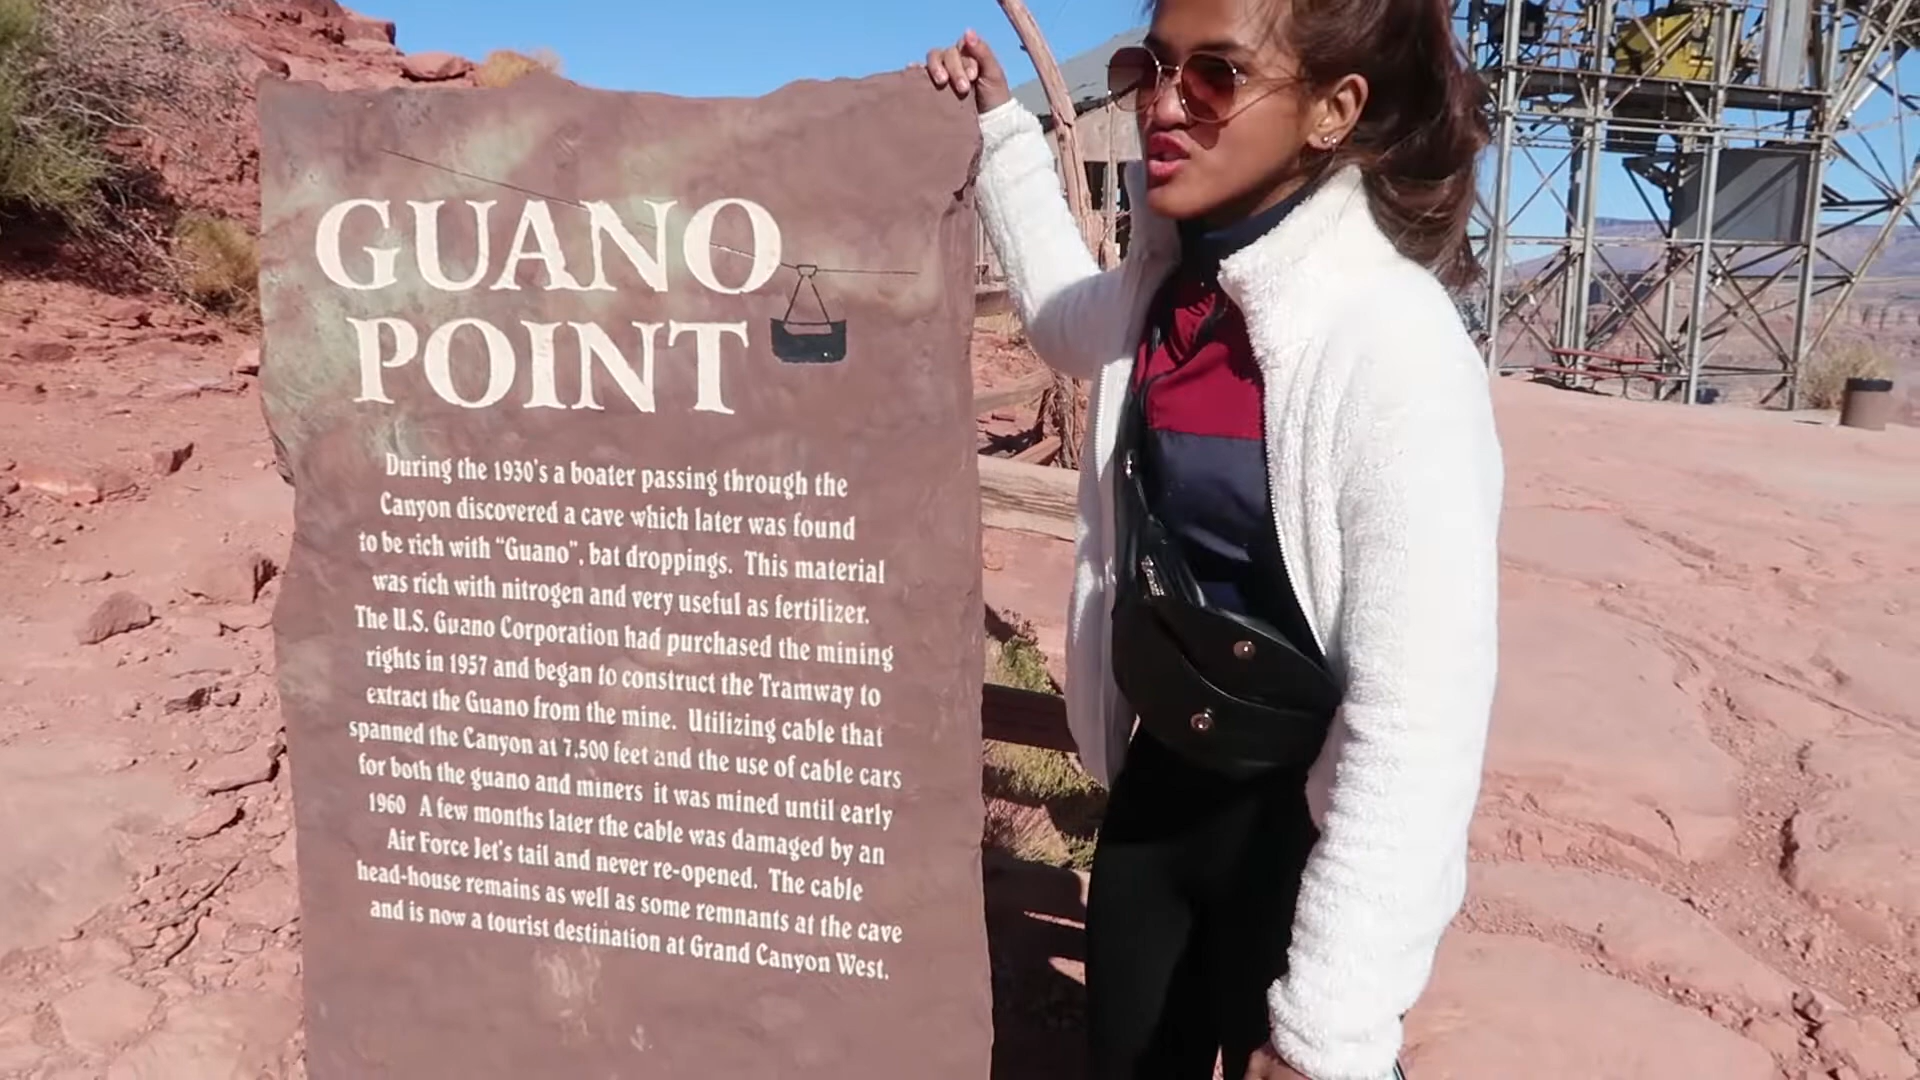 GUANO
POINT
During the 1930's a boater passing through the
Canyon discovered a cave which later was found
to be rich with “Guano”, bat droppings. This material
was rich with nitrogen and very useful as fertilizer.
The U.S. Guano Corporation had purchased the mining
rights in 1957 and began to construct the Tramway to
extract the Guano from the mine. Utilizing cable that
spanned the Canyon at 7,500 feet and the use of cable cars
for both the guano and miners it was mined until early
1960 A few months later the cable was damaged by an
Air Force Jet's tail and never re-opened. The cable
head-house remains as well as some remnants at the cave
and is now a tourist destination at Grand Canyon West.